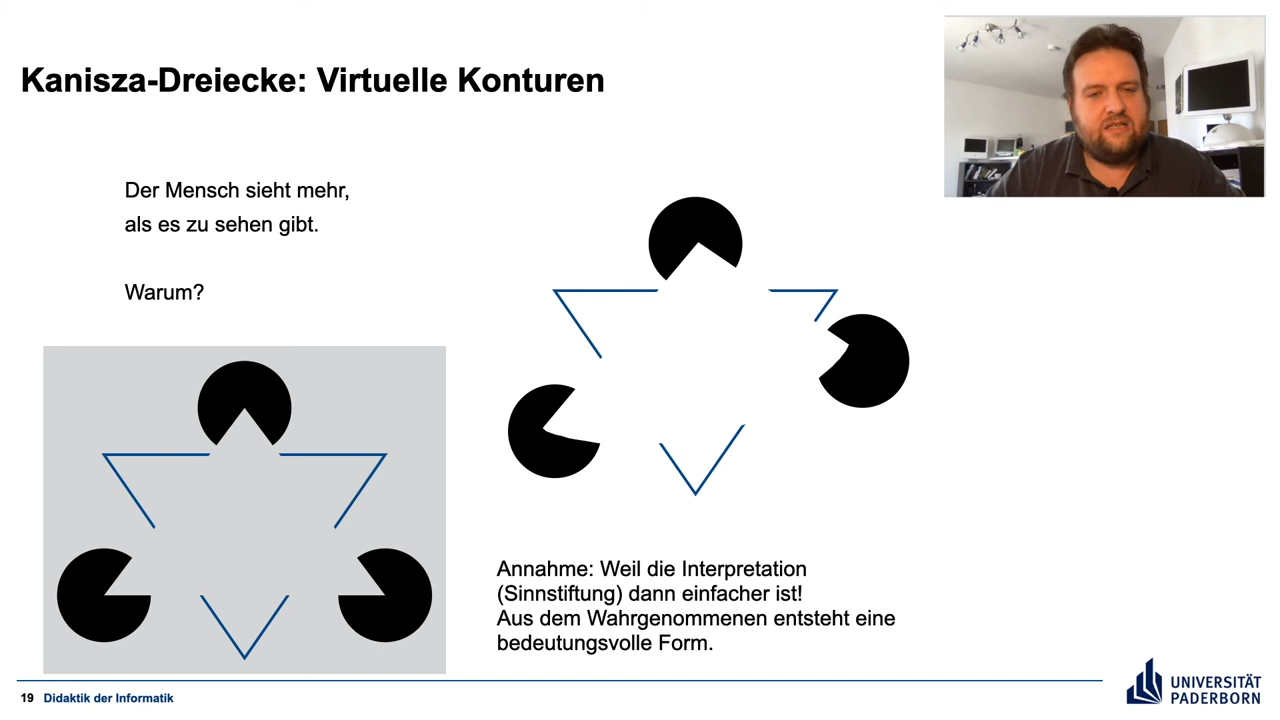 Kanisza-Dreiecke: Virtuelle Konturen
Der Mensch sieht mehr,
als es zu sehen gibt.
Warum?
Annahme: Weil die Interpretation
(Sinnstiftung) dann einfacher ist!
Aus dem Wahrgenommenen entsteht eine
bedeutungsvolle Form.
19 Didaktik der Informatik
UNIVERSITÄT
PADERBORN